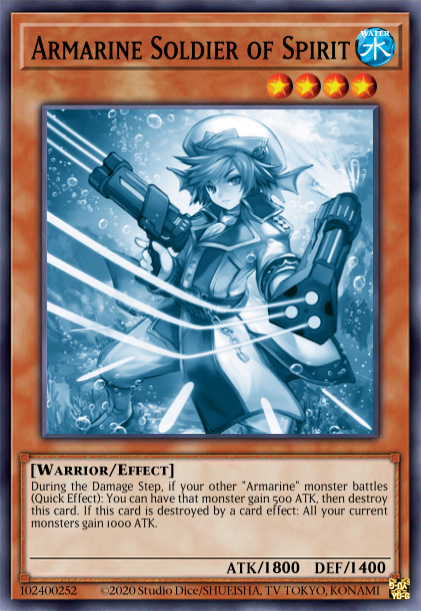 Armarine Soldier of Spirit
WATER
水
[Warrior/Effect]
During the Damage Step, if your other "Armarine" monster battles
(Quick Effect): You can have that monster gain 500 ATK, then destroy
this card. If this card is destroyed by a card effect: All your current
monsters gain 1000 ATK.
ATK/1800 DEF/1400
102400252 ©2020 Studio Dice/SHUEISHA, TV TOKYO, KONAMI